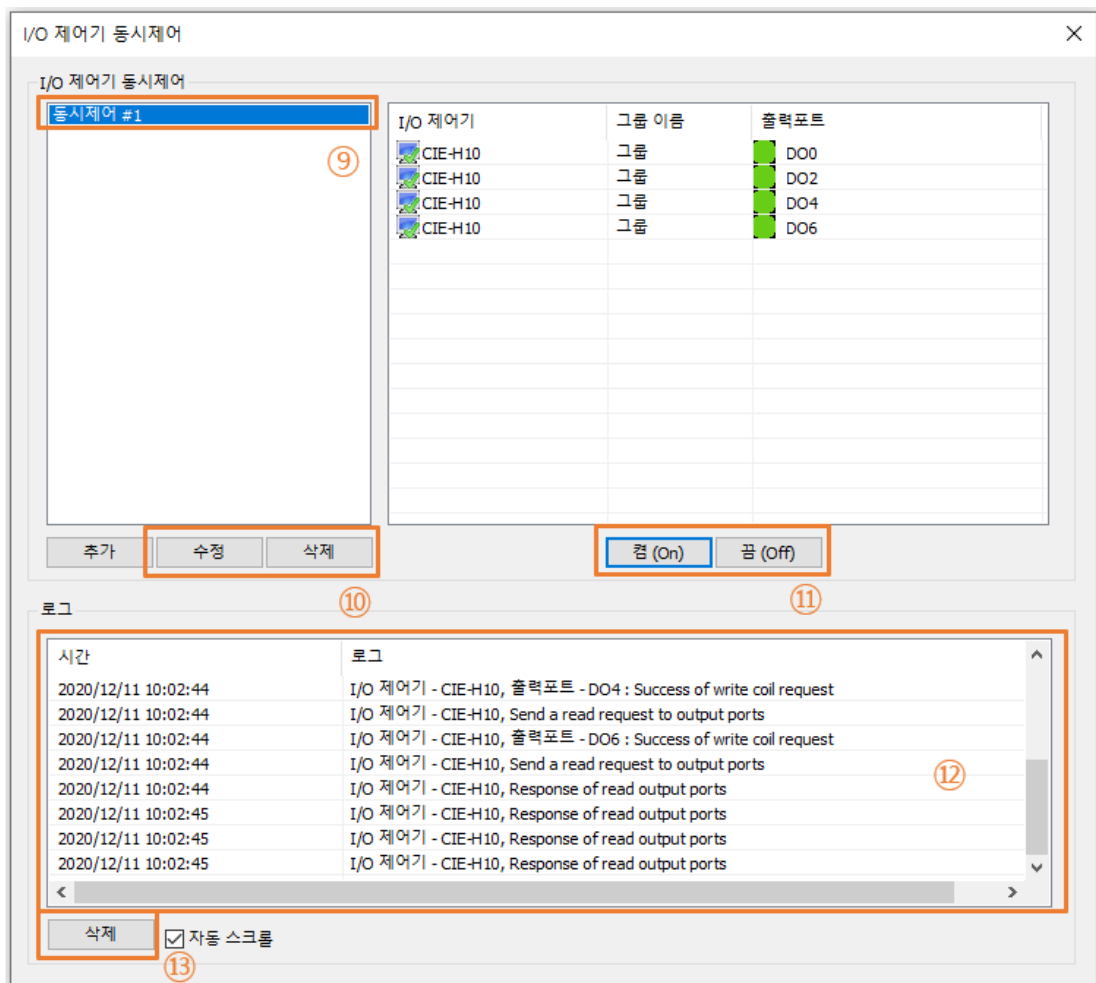 I/O 제어기 동시제어
I/O 제어기 동시제어
동시제어 #1
⑨
I/O 제어기 그룹 이름 출력포트
CIE-H10 그룹 DO0
CIE-H10 그룹 DO2
CIE-H10 그룹 DO4
CIE-H10 그룹 DO6
추가 수정 삭제 켬 (On) 끔 (Off)
⑩ ⑪
로그
시간 로그
2020/12/11 10:02:44 I/O 제어기 - CIE-H10, 출력포트 - DO4 : Success of write coil request
2020/12/11 10:02:44 I/O 제어기 - CIE-H10, Send a read request to output ports
2020/12/11 10:02:44 I/O 제어기 - CIE-H10, 출력포트 - DO6 : Success of write coil request
2020/12/11 10:02:44 I/O 제어기 - CIE-H10, Send a read request to output ports
2020/12/11 10:02:44 I/O 제어기 - CIE-H10, Response of read output ports
2020/12/11 10:02:45 I/O 제어기 - CIE-H10, Response of read output ports
2020/12/11 10:02:45 I/O 제어기 - CIE-H10, Response of read output ports
2020/12/11 10:02:45 I/O 제어기 - CIE-H10, Response of read output ports
⑫
삭제 자동 스크롤
⑬